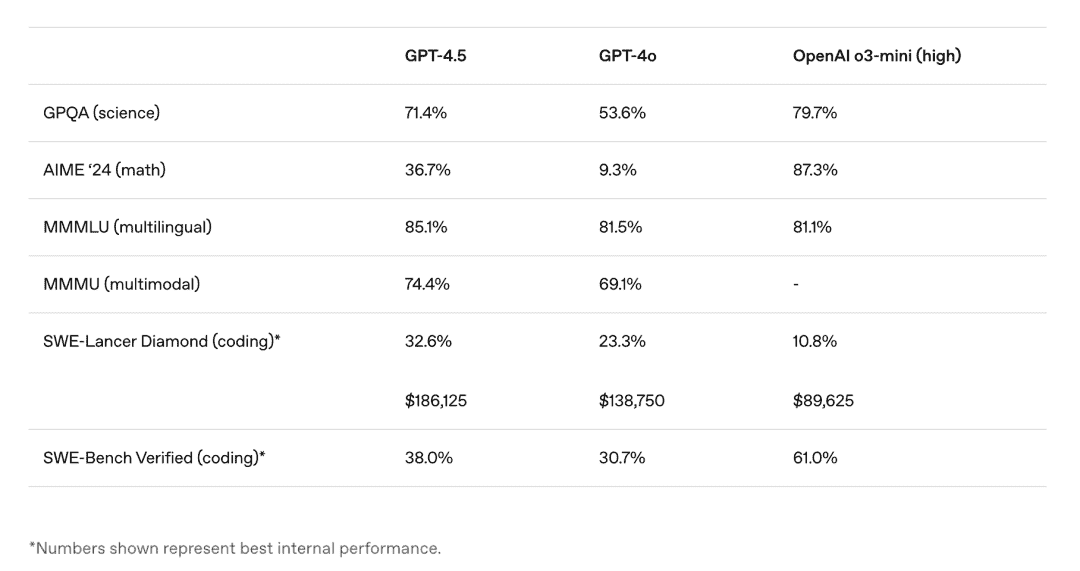 GPT-4.5 GPT-4o OpenAI o3-mini (high)
GPQA (science) 71.4% 53.6% 79.7%
AIME ‘24 (math) 36.7% 9.3% 87.3%
MMMLU (multilingual) 85.1% 81.5% 81.1%
MMMU (multimodal) 74.4% 69.1% -
SWE-Lancer Diamond (coding)* 32.6% 23.3% 10.8%
$186,125 $138,750 $89,625
SWE-Bench Verified (coding)* 38.0% 30.7% 61.0%
*Numbers shown represent best internal performance.